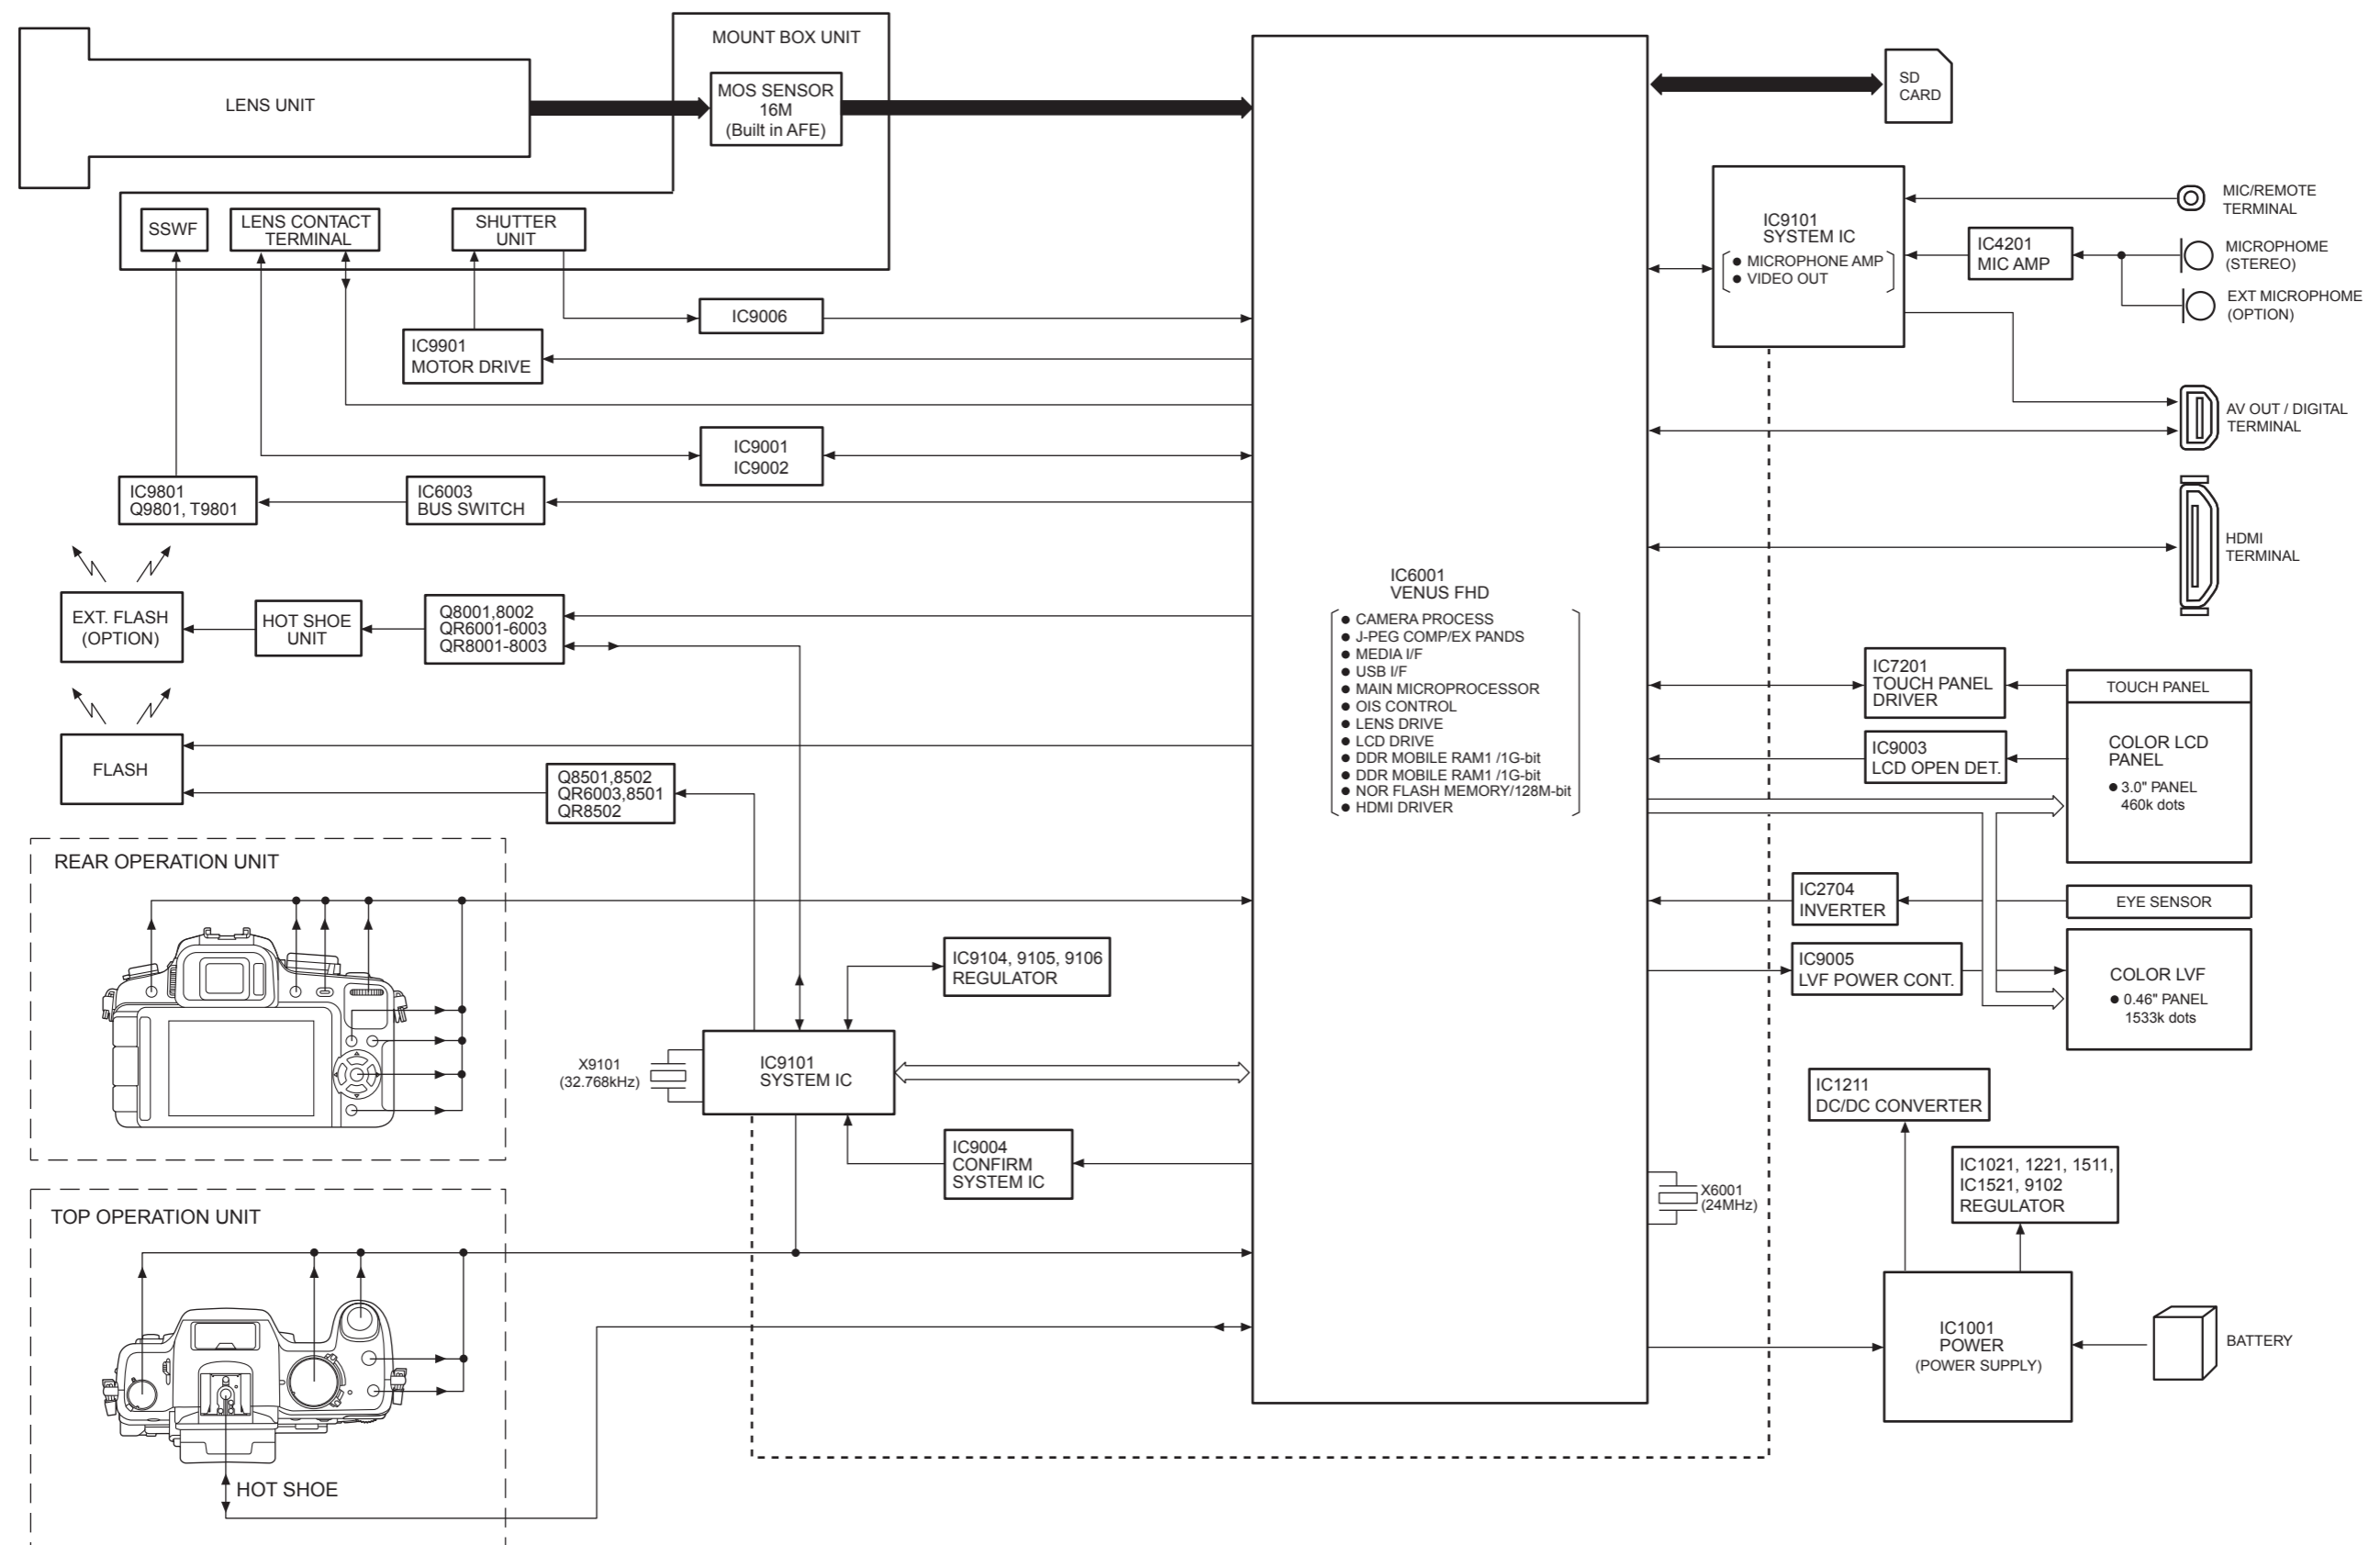 MOUNT BOX UNIT
LENS UNIT
MOS SENSOR
16M
(Built in AFE)
SSWF
LENS CONTACT
TERMINAL
SHUTTER
UNIT
IC9006
IC9901
MOTOR DRIVE
IC9001
IC9002
IC9801
Q9801, T9801
IC6003
BUS SWITCH
EXT. FLASH
(OPTION)
HOT SHOE
UNIT
Q8001,8002
QR6001-6003
QR8001-8003
FLASH
Q8501,8502
QR6003,8501
QR8502
REAR OPERATION UNIT
IC9104, 9105, 9106
REGULATOR
X9101
(32.768kHz)
IC9101
SYSTEM IC
IC9004
CONFIRM
SYSTEM IC
TOP OPERATION UNIT
HOT SHOE
IC6001
VENUS FHD
● CAMERA PROCESS
● J-PEG COMP/EX PANDS
● MEDIA I/F
● USB I/F
● MAIN MICROPROCESSOR
● OIS CONTROL
● LENS DRIVE
● LCD DRIVE
● DDR MOBILE RAM1 /1G-bit
● DDR MOBILE RAM1 /1G-bit
● NOR FLASH MEMORY/128M-bit
● HDMI DRIVER
SD
CARD
IC9101
SYSTEM IC
● MICROPHONE AMP
● VIDEO OUT
MIC/REMOTE
TERMINAL
IC4201
MIC AMP
MICROPHOME
(STEREO)
EXT MICROPHOME
(OPTION)
AV OUT / DIGITAL
TERMINAL
HDMI
TERMINAL
IC7201
TOUCH PANEL
DRIVER
TOUCH PANEL
IC9003
LCD OPEN DET.
COLOR LCD
PANEL
● 3.0" PANEL
460k dots
IC2704
INVERTER
EYE SENSOR
IC9005
LVF POWER CONT.
COLOR LVF
● 0.46" PANEL
1533k dots
IC1211
DC/DC CONVERTER
IC1021, 1221, 1511,
IC1521, 9102
REGULATOR
X6001
(24MHz)
IC1001
POWER
(POWER SUPPLY)
BATTERY